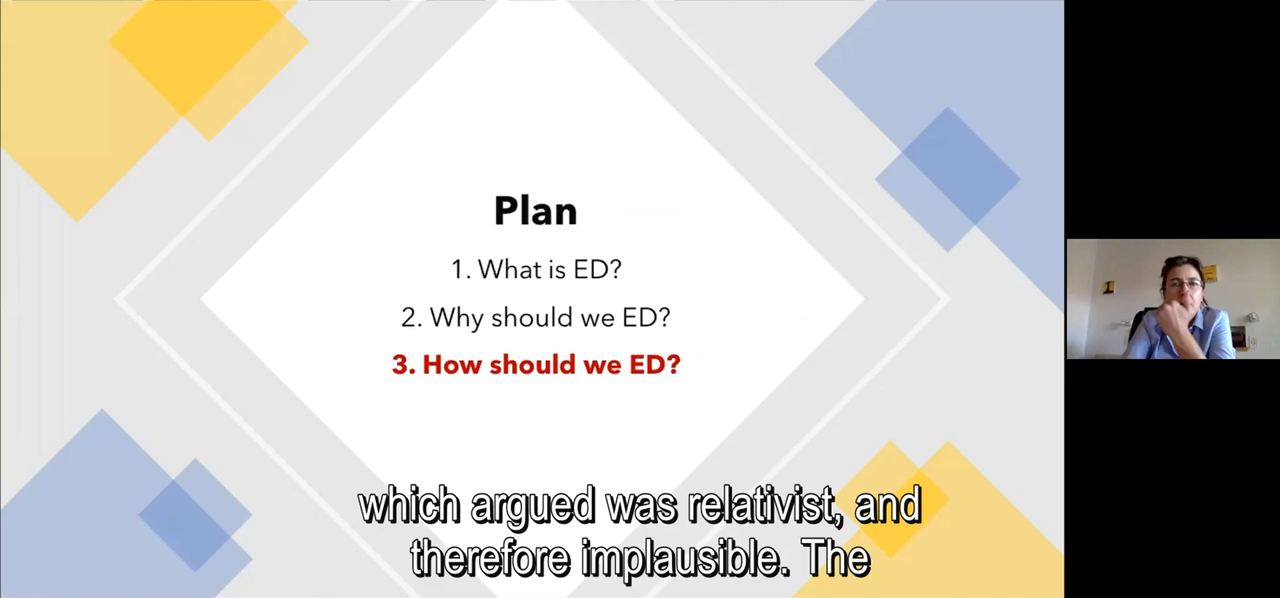 Plan
1. What is ED?
2. Why should we ED?
3. How should we ED?
which argued was relativist, and
therefore implausible. The